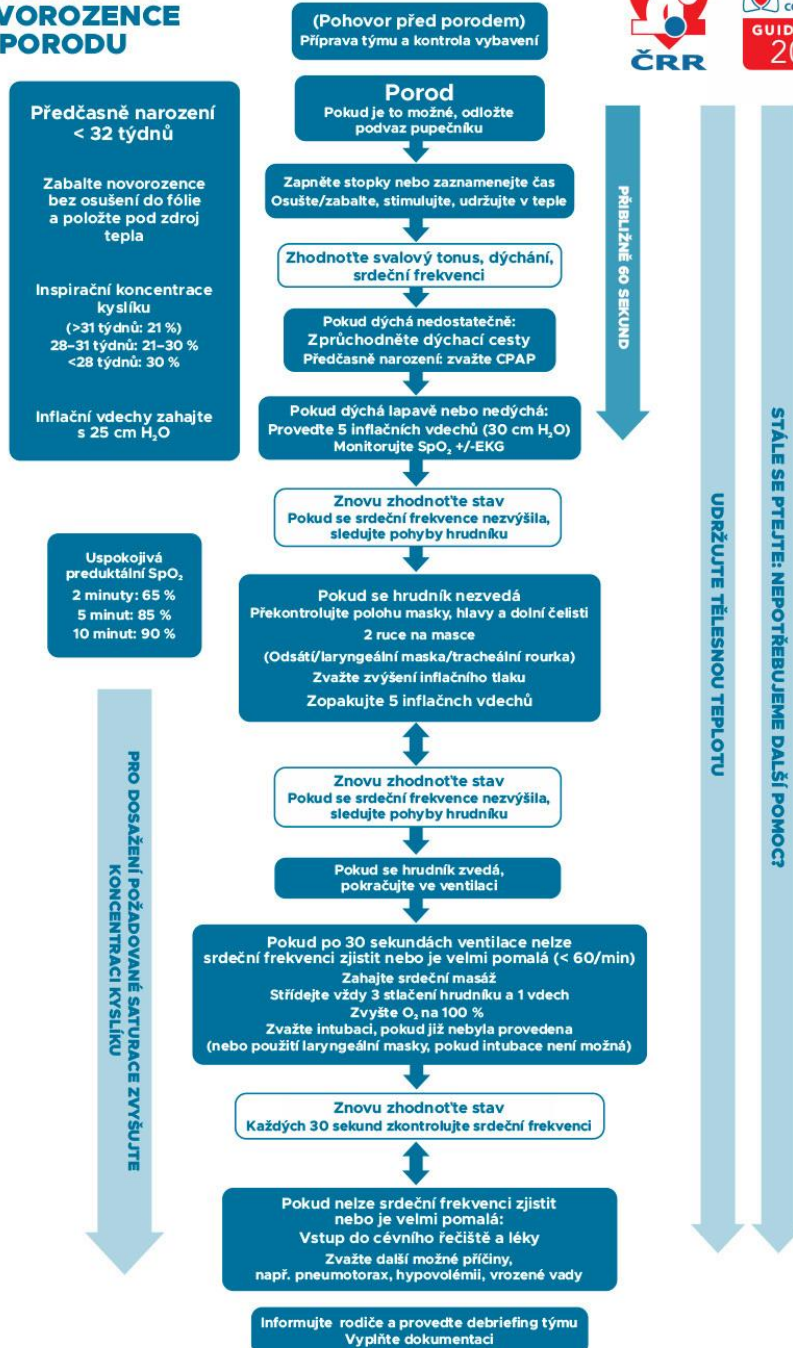 VOROZENCE
PORODU
(Pohovor před porodem)
Příprava týmu a kontrola vybavení
ČRR
GUID
20
Předčasně narození
< 32 týdnů
Zabalte novorozence
bez osušení do fólie
a položte pod zdroj
tepla
Inspirační koncentrace
kyslíku
(>31 týdnů: 21 %)
28–31 týdnů: 21–30 %
<28 týdnů: 30 %
Inflační vdechy zahajte
s 25 cm H₂O
Porod
Pokud je to možné, odložte
podvaz pupečníku
Zapněte stopky nebo zaznamenejte čas
Osušte/zabalte, stimulujte, udržujte v teple
Zhodnoťte svalový tonus, dýchání,
srdeční frekvenci
Pokud dýchá nedostatečně:
Zprůchodněte dýchací cesty
Předčasně narození: zvažte CPAP
Pokud dýchá lapavě nebo nedýchá:
Proveďte 5 inflačních vdechů (30 cm H₂O)
Monitorujte SpO₂ +/-EKG
PŘIBLIŽNĚ 60 SEKUND
Znovu zhodnoťte stav
Pokud se srdeční frekvence nezvýšila,
sledujte pohyby hrudníku
Uspokojivá
preduktální SpO₂
2 minuty: 65 %
5 minut: 85 %
10 minut: 90 %
Pokud se hrudník nezvedá
Překontrolujte polohu masky, hlavy a dolní čelisti
2 ruce na masce
(Odsátí/laryngeální maska/tracheální rourka)
Zvažte zvýšení inflačního tlaku
Zopakujte 5 inflačnch vdechů
Znovu zhodnoťte stav
Pokud se srdeční frekvence nezvýšila,
sledujte pohyby hrudníku
Pokud se hrudník zvedá,
pokračujte ve ventilaci
Pokud po 30 sekundách ventilace nelze
srdeční frekvenci zjistit nebo je velmi pomalá (< 60/min)
Zahajte srdeční masáž
Střídejte vždy 3 stlačení hrudníku a 1 vdech
Zvyšte O₂ na 100 %
Zvažte intubaci, pokud již nebyla provedena
(nebo použití laryngeální masky, pokud intubace není možná)
Znovu zhodnoťte stav
Každých 30 sekund zkontrolujte srdeční frekvenci
Pokud nelze srdeční frekvenci zjistit
nebo je velmi pomalá:
Vstup do cévního řečiště a léky
Zvažte další možné příčiny,
např. pneumotorax, hypovolémii, vrozené vady
Informujte rodiče a proveďte debriefing týmu
Vyplňte dokumentaci
PRO DOSAŽENÍ POŽADOVANÉ SATURACE ZVYŠUJTE
KONCENTRACI KYSLÍKU
UDRŽUJTE TĚLESNOU TEPLOTU
STÁLE SE PTEJTE: NEPOTŘEBUJEME DALŠÍ POMOC?